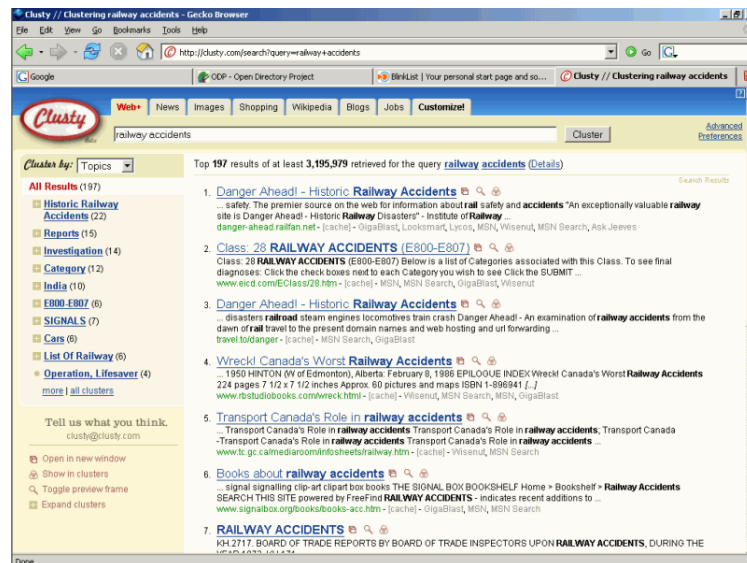 Clusty // Clustering railway accidents - Gecko Browser
File Edit View Go Bookmarks Tools Help
http://clusty.com/search?query=railway+accidents Go G
Google ODP - Open Directory Project BlinkList | Your personal start page and so... Clusty // Clustering railway accidents
Clusty
Web+ News Images Shopping Wikipedia Blogs Jobs Customize!
railway accidents Cluster Advanced
Preferences
Cluster by: Topics
Top 197 results of at least 3,195,979 retrieved for the query railway accidents (Details)
Search Results
All Results (197)
Historic Railway
Accidents (22)
Reports (15)
Investigation (14)
Category (12)
India (10)
E800-E807 (6)
SIGNALS (7)
Cars (6)
List Of Railway (6)
Operation, Lifesaver (4)
more | all clusters
Tell us what you think.
clusty@clusty.com
Open in new window
Show in clusters
Toggle preview frame
Expand clusters
1. Danger Ahead! - Historic Railway Accidents
... safety. The premier source on the web for information about rail safety and accidents "An exceptionally valuable railway
site is Danger Ahead! - Historic Railway Disasters" - Institute of Railway ...
danger-ahead.railfan.net - [cache] - GigaBlast, Looksmart, Lycos, MSN, Wisenut, MSN Search, Ask Jeeves
2. Class: 28 RAILWAY ACCIDENTS (E800-E807)
Class: 28 RAILWAY ACCIDENTS (E800-E807) Below is a list of Categories associated with this Class. To see final
diagnoses: Click the check boxes next to each Category you wish to see Click the SUBMIT ...
www.eicd.com/EClass/28.htm - [cache] - MSN, MSN Search, GigaBlast, Wisenut
3. Danger Ahead! - Historic Railway Accidents
... disasters railroad steam engines locomotives train crash Danger Ahead! - An examination of railway accidents from the
dawn of rail travel to the present domain names and web hosting and url forwarding ...
travel.to/danger - [cache] - MSN Search, GigaBlast
4. Wreck! Canada's Worst Railway Accidents
... 1950 HINTON (W of Edmonton), Alberta: February 8, 1986 EPILOGUE INDEX Wreck! Canada's Worst Railway Accidents
224 pages 7 1/2 x 7 1/2 inches Approx. 60 pictures and maps ISBN 1-896941 [...]
www.rbstudiobooks.com/wreck.html - [cache] - Wisenut, MSN Search, MSN, GigaBlast
5. Transport Canada's Role in railway accidents
... Transport Canada's Role in railway accidents Transport Canada's Role in railway accidents; Transport Canada
-Transport Canada's Role in railway accidents Transport Canada's Role in railway accidents ...
www.tc.gc.ca/mediaroom/infosheets/railway.htm - [cache] - Wisenut, MSN
6. Books about railway accidents
... signal signalling clip-art clipart box books THE SIGNAL BOX BOOKSHELF Home > Bookshelf > Railway Accidents
SEARCH THIS SITE powered by FreeFind RAILWAY ACCIDENTS - indicates recent additions to ...
www.signalbox.org/books/books-acc.htm - [cache] - GigaBlast, MSN, MSN Search
7. RAILWAY ACCIDENTS
KH.2717. BOARD OF TRADE REPORTS BY BOARD OF TRADE INSPECTORS UPON RAILWAY ACCIDENTS, DURING THE
Done